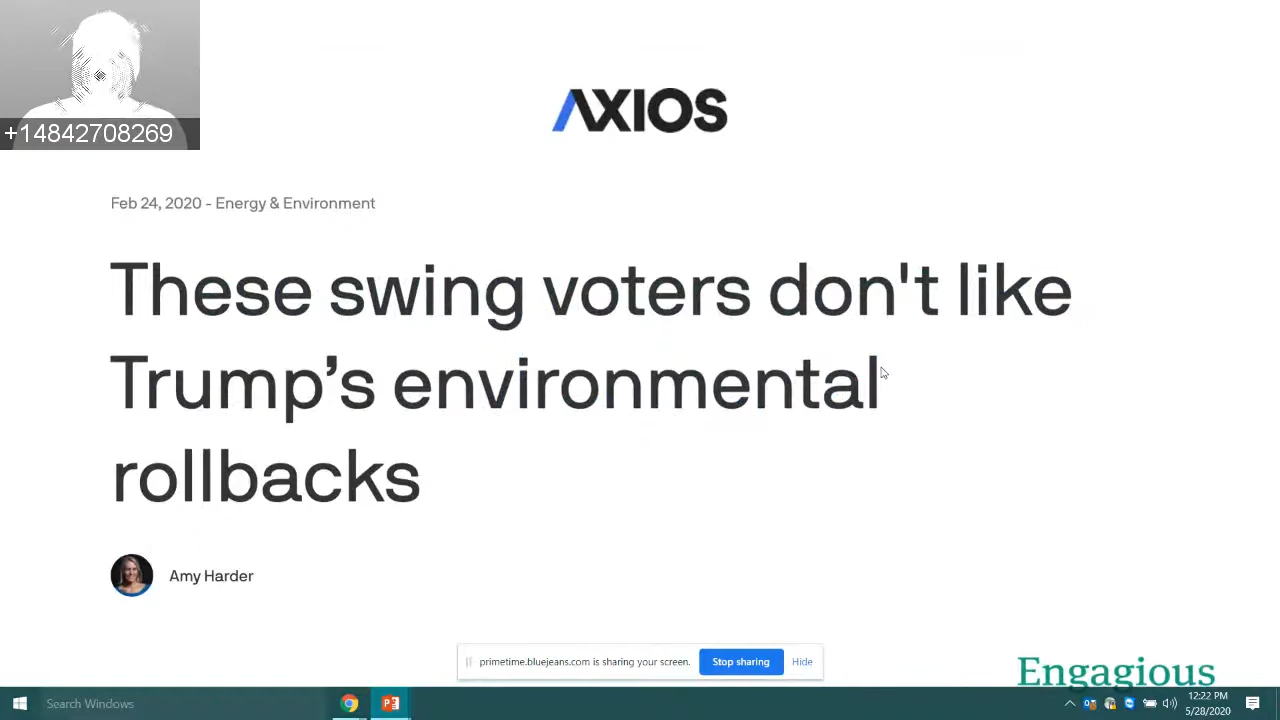 +14842708269
AXIOS
Feb 24, 2020 - Energy & Environment
These swing voters don't like
Trump’s environmental
rollbacks
Amy Harder
primetime.bluejeans.com is sharing your screen.
Stop sharing
Hide
Engagious
Search Windows
12:22 PM
5/28/2020